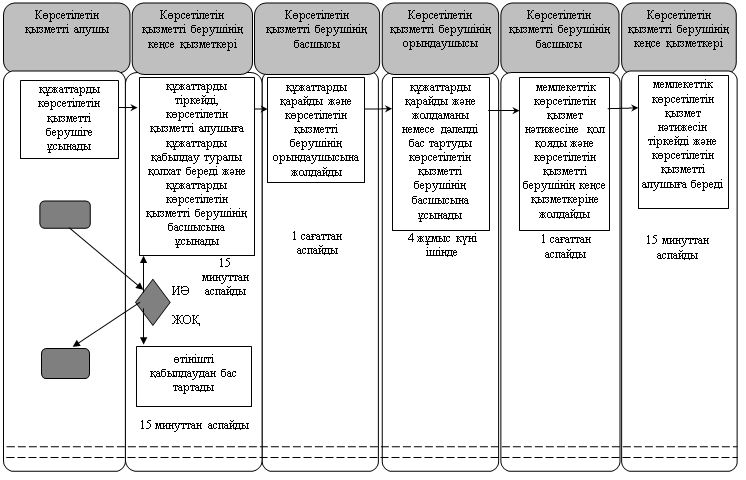 Көрсетілетін
қызметті алушы
Көрсетілетін
қызметті берушінің
кеңсе қызметкері
Көрсетілетін
қызметті берушінің
басшысы
Көрсетілетін
қызметті берушінің
орындаушысы
Көрсетілетін
қызметті берушінің
басшысы
Көрсетілетін
қызметті берушінің
кеңсе қызметкері
құжаттарды
көрсетілетін
қызметті
берушіге
ұсынады
құжаттарды
тіркейді,
көрсетілетін
қызметті алушыға
құжаттарды
қабылдау туралы
қолхат береді және
құжаттарды
көрсетілетін
қызметті берушінің
басшысына
ұсынады
15
минуттан
аспайды
ИӘ
ЖОҚ
өтінішті
қабылдаудан бас
тартады
15 минуттан аспайды
құжаттарды
қарайды және
көрсетілетін
қызметті
берушінің
орындаушысына
жолдайды
1 сағаттан
аспайды
құжаттарды
қарайды және
жолдаманы
немесе дәлелді
бас тартуды
көрсетілетін
қызметті
берушінің
басшысына
ұсынады
4 жұмыс күні
ішінде
мемлекеттік
көрсетілетін
қызмет
нәтижесіне қол
қояды және
көрсетілетін
қызметті
берушінің кеңсе
қызметкеріне
жолдайды
1 сағаттан
аспайды
мемлекеттік
көрсетілетін
қызмет
нәтижесін
тіркейді және
көрсетілетін
қызметті
алушыға береді
15 минуттан
аспайды